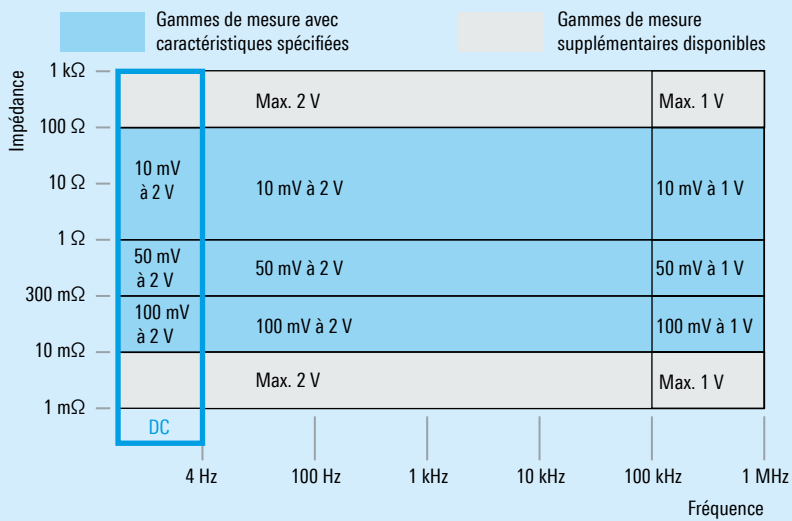 Gammes de mesure avec
caractéristiques spécifiées
Gammes de mesure
supplémentaires disponibles
Impédance
1 kΩ
Max. 2 V
Max. 1 V
100 Ω
10 mV
à 2 V
10 mV à 2 V
10 mV à 1 V
10 Ω
1 Ω
50 mV
à 2 V
50 mV à 2 V
50 mV à 1 V
300 mΩ
100 mV
à 2 V
100 mV à 2 V
100 mV à 1 V
10 mΩ
Max. 2 V
Max. 1 V
1 mΩ
DC
4 Hz
100 Hz
1 kHz
10 kHz
100 kHz
1 MHz
Fréquence